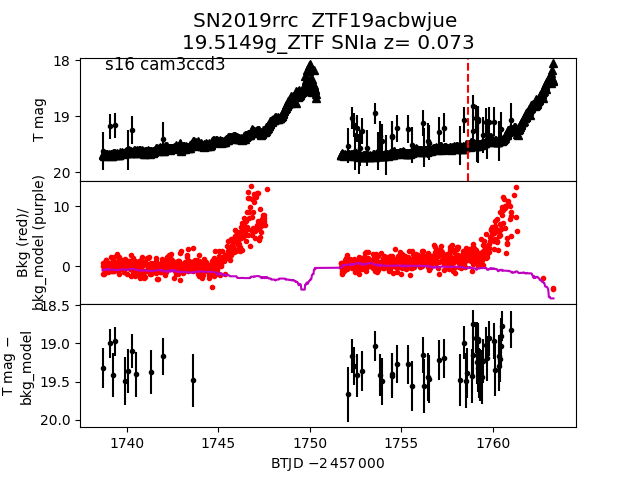 SN2019rrc  ZTF19acbwjue
19.5149g_ZTF SNIa z= 0.073
s16 cam3ccd3
T mag
18
19
20
Bkg (red)/
bkg_model (purple)
10
0
T mag −
bkg_model
18.5
19.0
19.5
20.0
1740 1745 1750 1755 1760
BTJD −2 457 000